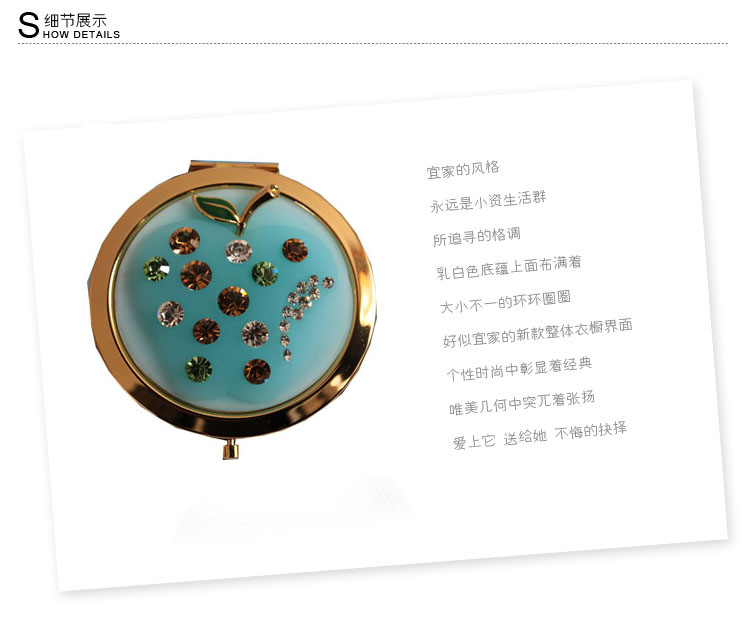 S 细节展示
HOW DETAILS
宜家的风格
永远是小资生活群
所追寻的格调
乳白色底蕴上面布满着
大小不一的环环圈圈
好似宜家的新款整体衣橱界面
个性时尚中彰显着经典
唯美几何中突兀着张扬
爱上它 送给她 不悔的抉择